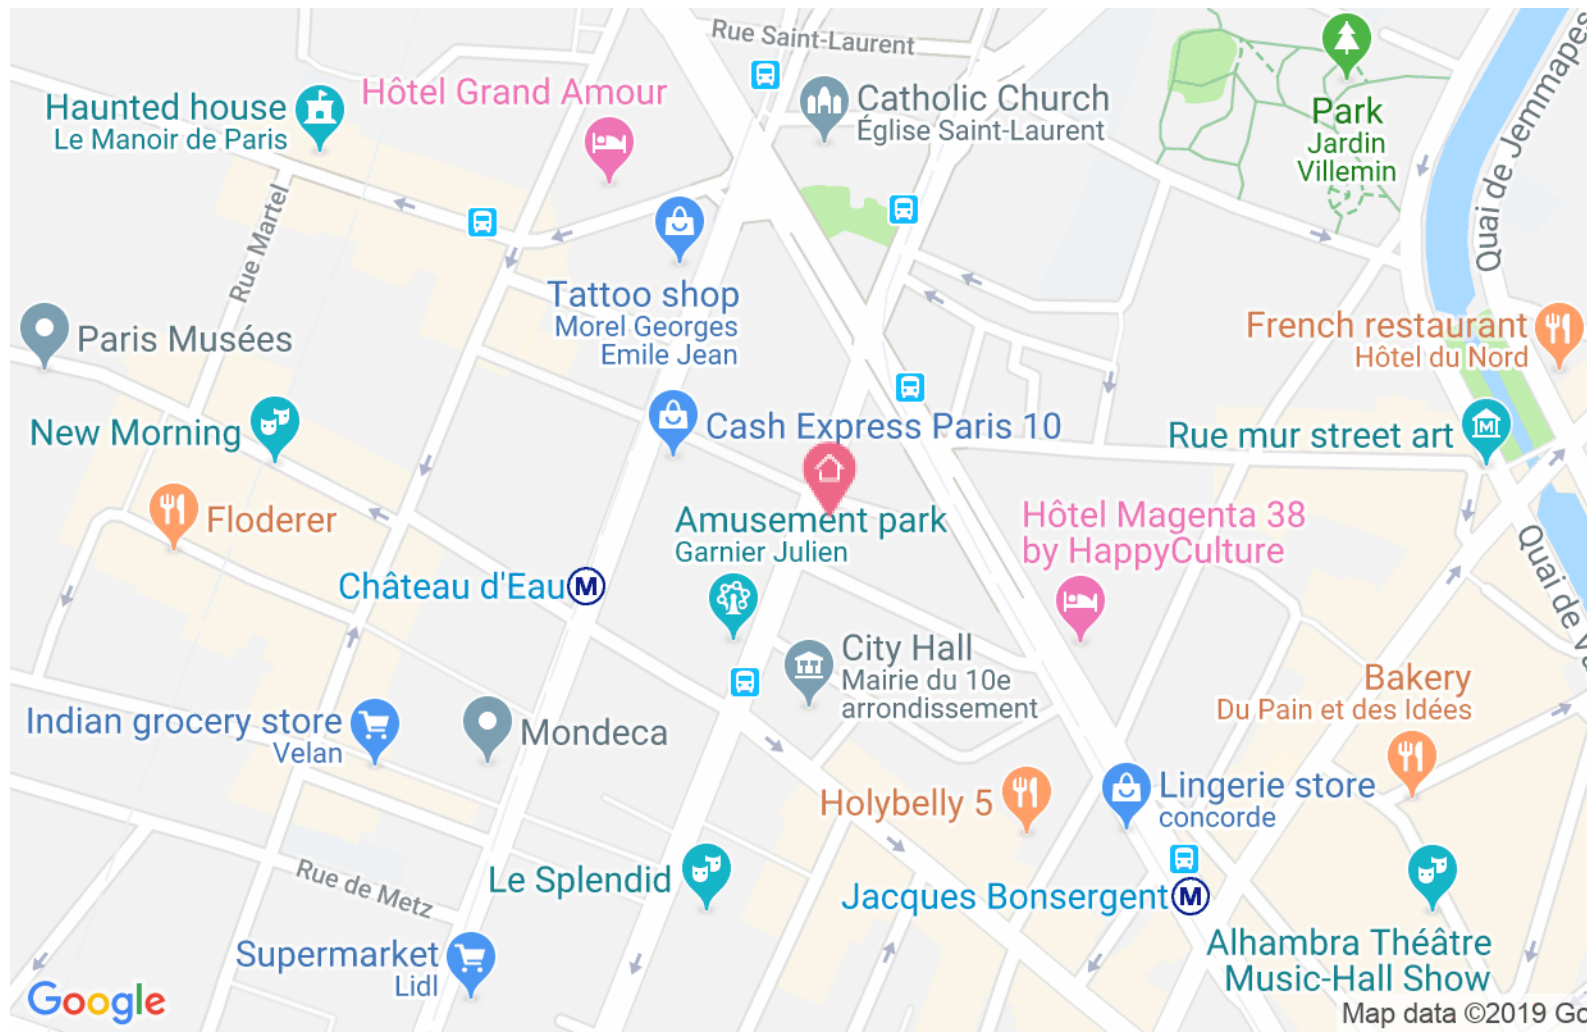 Rue Saint-Laurent
Hôtel Grand Amour
Haunted house
Le Manoir de Paris
Catholic Church
Église Saint-Laurent
Park
Jardin
Villemin
Quai de Jemmapes
Rue Martel
Tattoo shop
Morel Georges
Emile Jean
Paris Musées
French restaurant
Hôtel du Nord
New Morning
Cash Express Paris 10
Rue mur street art
Floderer
Amusement park
Garnier Julien
Hôtel Magenta 38
by HappyCulture
Château d'Eau M
Quai de V
City Hall
Mairie du 10e
arrondissement
Bakery
Du Pain et des Idées
Indian grocery store
Velan
Mondeca
Holybelly 5
Lingerie store
concorde
Rue de Metz
Le Splendid
Jacques Bonsergent M
Supermarket
Lidl
Alhambra Théâtre
Music-Hall Show
Google
Map data ©2019 Go